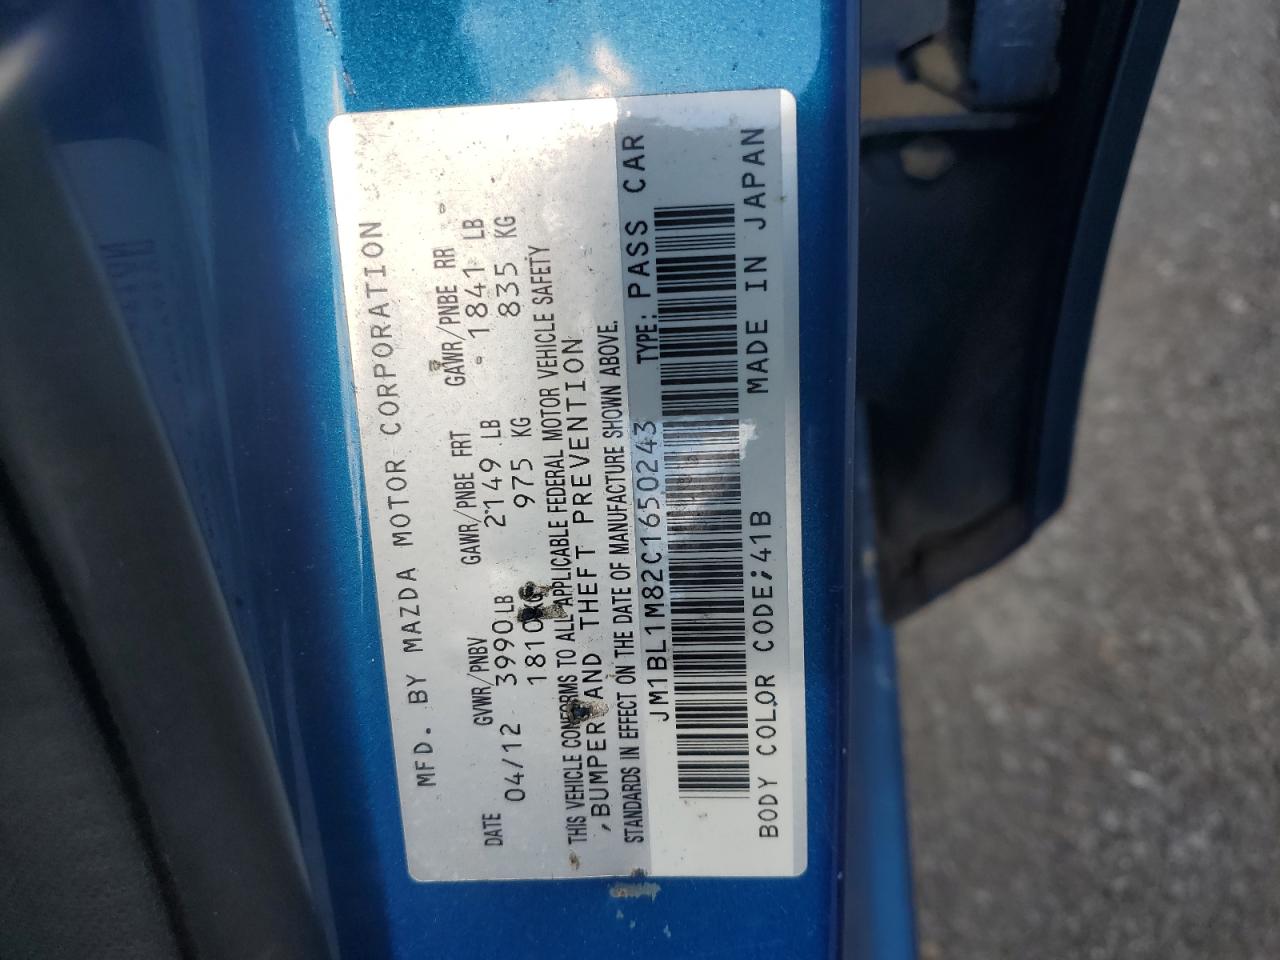 MFD. BY MAZDA MOTOR CORPORATION
DATE GVWR/PNBV GAWR/PNBE FRT GAWR/PNBE RR
04/12 3990 LB 2149 LB 1841 LB
1810 KG 975 KG 835 KG
THIS VEHICLE CONFORMS TO ALL APPLICABLE FEDERAL MOTOR VEHICLE SAFETY
,BUMPER AND THEFT PREVENTION
STANDARDS IN EFFECT ON THE DATE OF MANUFACTURE SHOWN ABOVE.
JM1BL1M82C1650243 TYPE: PASS CAR
BODY COLOR CODE;41B MADE IN JAPAN